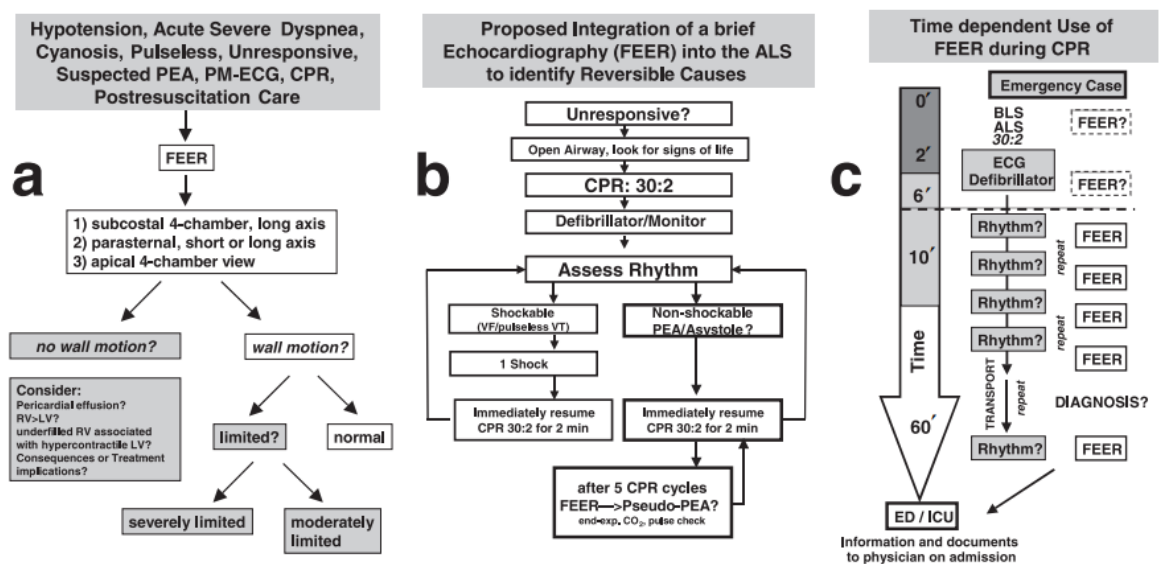 Hypotension, Acute Severe Dyspnea,
Cyanosis, Pulseless, Unresponsive,
Suspected PEA, PM-ECG, CPR,
Postresuscitation Care
FEER
a
1) subcostal 4-chamber, long axis
2) parasternal, short or long axis
3) apical 4-chamber view
no wall motion?
wall motion?
Consider:
Pericardial effusion?
RV>LV?
underfilled RV associated
with hypercontractile LV?
Consequences or Treatment
implications?
limited?
normal
severely limited
moderately
limited
Proposed Integration of a brief
Echocardiography (FEER) into the ALS
to identify Reversible Causes
b
Unresponsive?
Open Airway, look for signs of life
CPR: 30:2
Defibrillator/Monitor
Assess Rhythm
Shockable
(VF/pulseless VT)
Non-shockable
PEA/Asystole?
1 Shock
Immediately resume
CPR 30:2 for 2 min
Immediately resume
CPR 30:2 for 2 min
after 5 CPR cycles
FEER—>Pseudo-PEA?
end-exp. CO₂, pulse check
Time dependent Use of
FEER during CPR
c
Emergency Case
0′
BLS
ALS
30:2
FEER?
2′
ECG
Defibrillator
6′
FEER?
Rhythm?
FEER
10′
Rhythm?
repeat
FEER
Rhythm?
FEER
Time
Rhythm?
repeat
FEER
TRANSPORT
repeat
DIAGNOSIS?
60′
Rhythm?
FEER
ED / ICU
Information and documents
to physician on admission